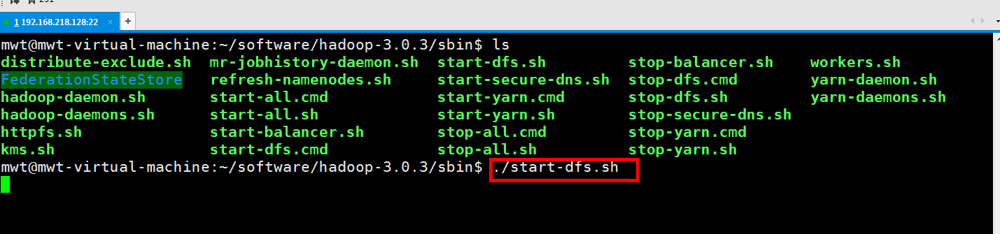 1 192.168.218.128:22 × +
mwt@mwt-virtual-machine:~/software/hadoop-3.0.3/sbin$ ls
distribute-exclude.sh mr-jobhistory-daemon.sh start-dfs.sh stop-balancer.sh workers.sh
FederationStateStore refresh-namenodes.sh start-secure-dns.sh stop-dfs.cmd yarn-daemon.sh
hadoop-daemon.sh start-all.cmd start-yarn.cmd stop-dfs.sh yarn-daemons.sh
hadoop-daemons.sh start-all.sh start-yarn.sh stop-secure-dns.sh
httpfs.sh start-balancer.sh stop-all.cmd stop-yarn.cmd
kms.sh start-dfs.cmd stop-all.sh stop-yarn.sh
mwt@mwt-virtual-machine:~/software/hadoop-3.0.3/sbin$ ./start-dfs.sh